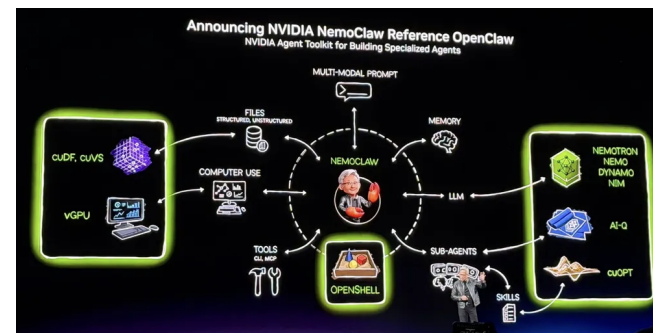 Announcing NVIDIA NemoClaw Reference OpenClaw
NVIDIA Agent Toolkit for Building Specialized Agents
MULTI-MODAL PROMPT
FILES
STRUCTURED, UNSTRUCTURED
MEMORY
cuDF, cuVS
NEMOCLAW
NEMOTRON
NEMO
DYNAMO
NIM
COMPUTER USE
LLM
vGPU
AI-Q
TOOLS
CLI, MCP
SUB-AGENTS
OPENSHELL
cuOPT
SKILLS